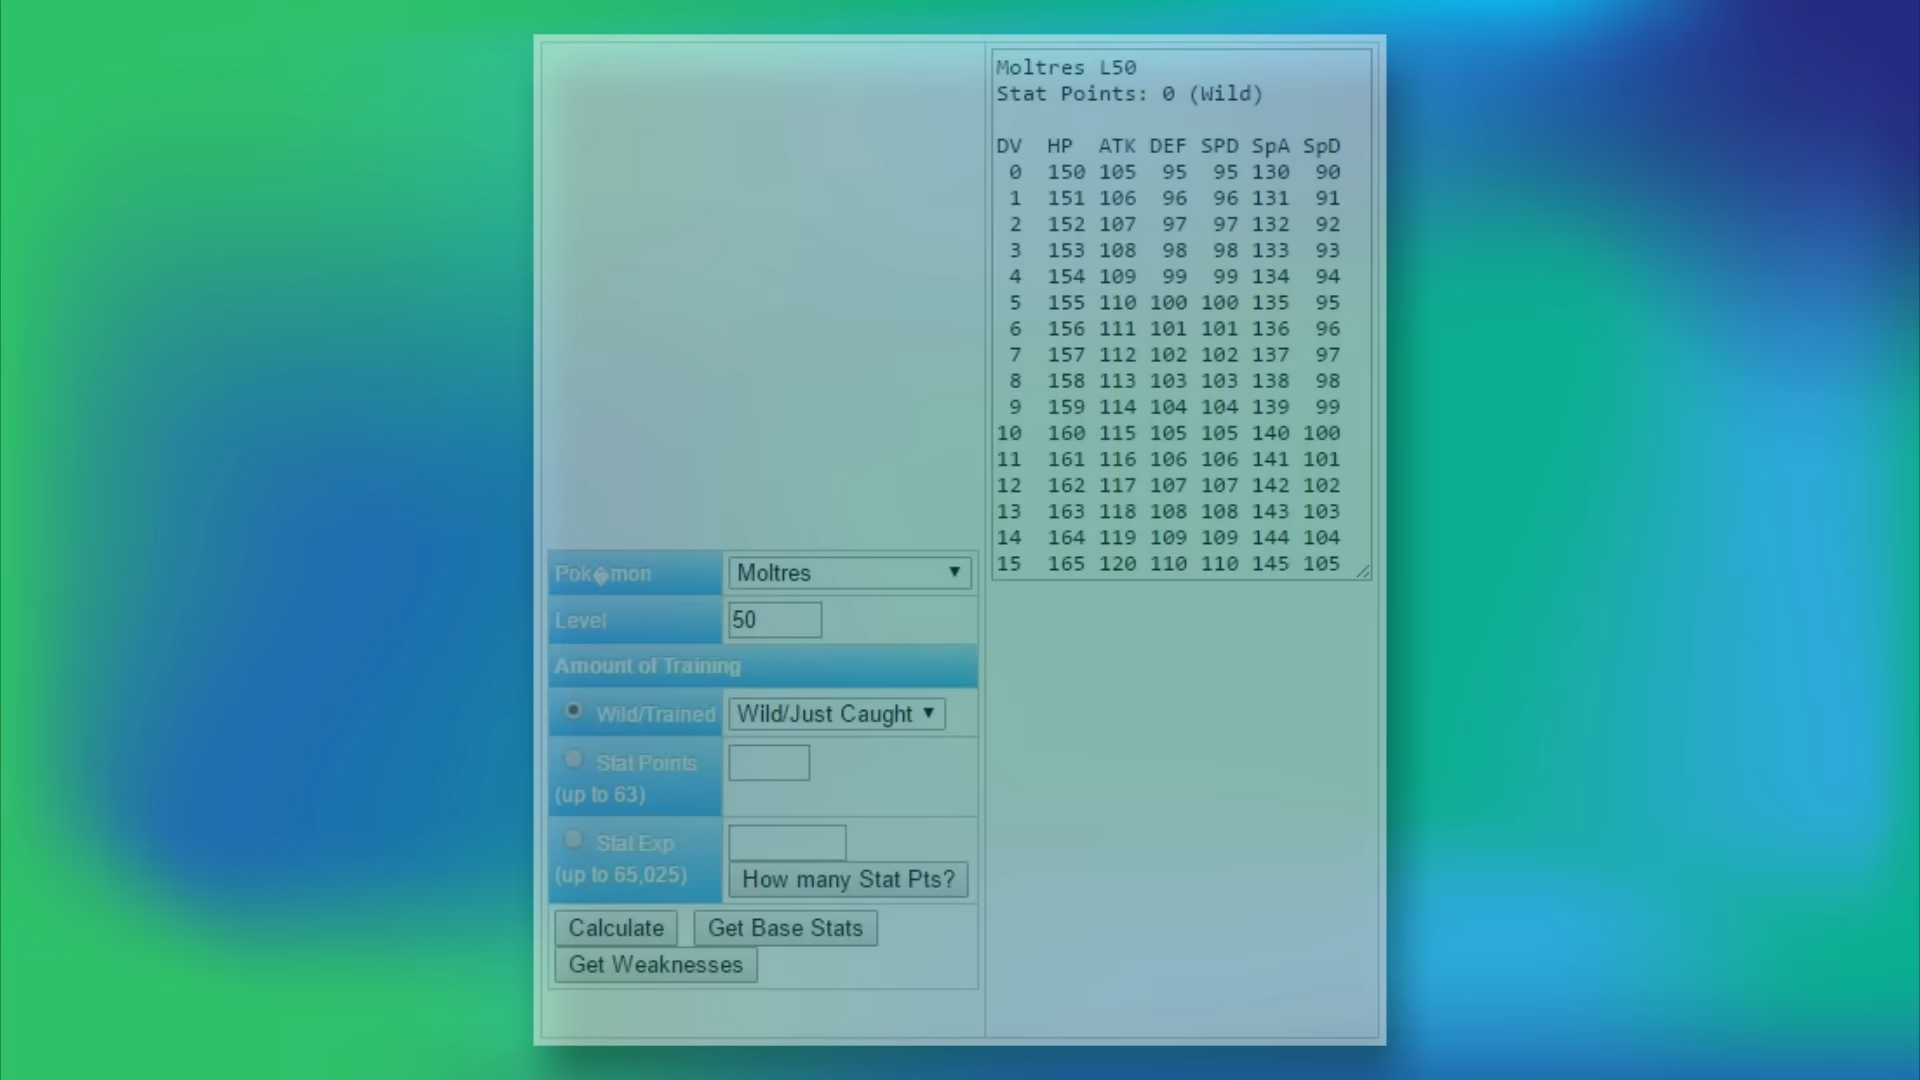 Moltres L50
Stat Points: 0 (Wild)
DV HP ATK DEF SPD SpA SpD
0 150 105 95 95 130 90
1 151 106 96 96 131 91
2 152 107 97 97 132 92
3 153 108 98 98 133 93
4 154 109 99 99 134 94
5 155 110 100 100 135 95
6 156 111 101 101 136 96
7 157 112 102 102 137 97
8 158 113 103 103 138 98
9 159 114 104 104 139 99
10 160 115 105 105 140 100
11 161 116 106 106 141 101
12 162 117 107 107 142 102
13 163 118 108 108 143 103
14 164 119 109 109 144 104
15 165 120 110 110 145 105
Pok�mon Moltres
Level 50
Amount of Training
Wild/Trained Wild/Just Caught
Stat Points
(up to 63)
Stat Exp
(up to 65,025)
How many Stat Pts?
Calculate Get Base Stats
Get Weaknesses